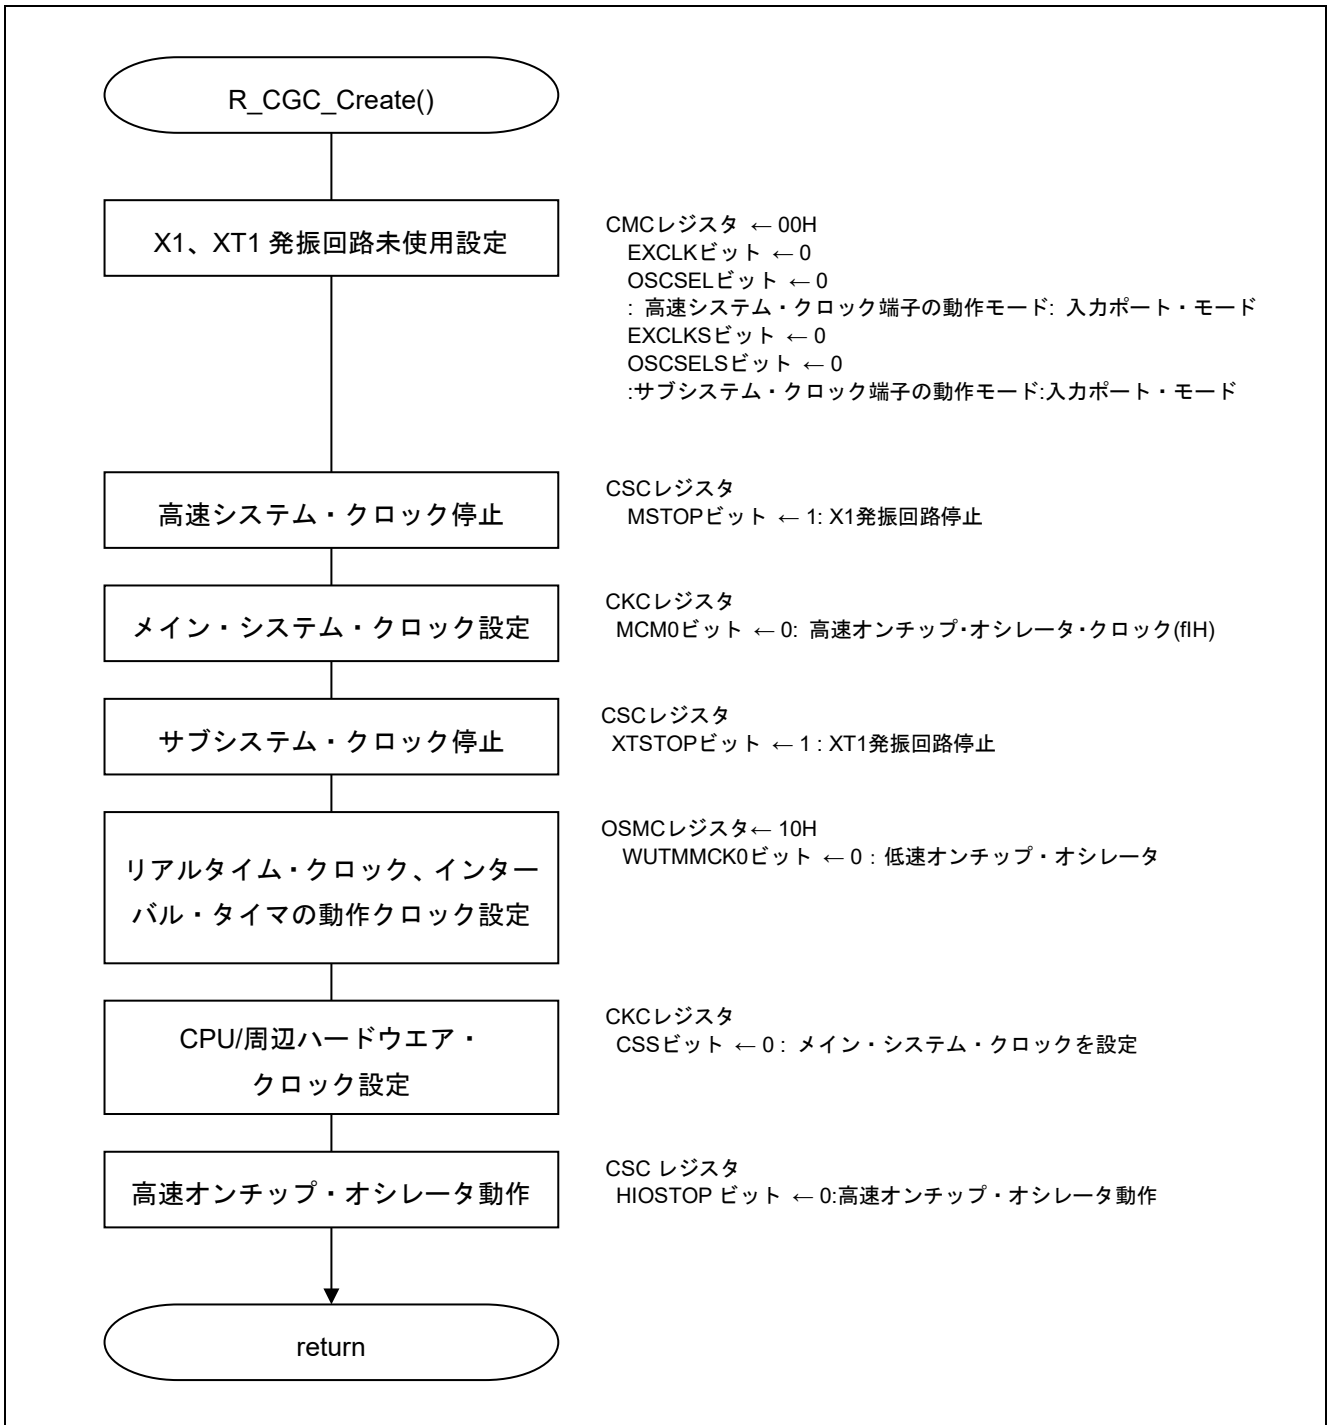 R_CGC_Create()
X1、XT1 発振回路未使用設定
CMCレジスタ ← 00H
EXCLKビット ← 0
OSCSELビット ← 0
: 高速システム・クロック端子の動作モード: 入力ポート・モード
EXCLKSビット ← 0
OSCSELSビット ← 0
:サブシステム・クロック端子の動作モード:入力ポート・モード
高速システム・クロック停止
CSCレジスタ
MSTOPビット ← 1: X1発振回路停止
メイン・システム・クロック設定
CKCレジスタ
MCM0ビット ← 0: 高速オンチップ・オシレータ・クロック(fIH)
サブシステム・クロック停止
CSCレジスタ
XTSTOPビット ← 1 : XT1発振回路停止
リアルタイム・クロック、インター
バル・タイマの動作クロック設定
OSMCレジスタ← 10H
WUTMMCK0ビット ← 0 : 低速オンチップ・オシレータ
CPU/周辺ハードウエア・
クロック設定
CKCレジスタ
CSSビット ← 0 : メイン・システム・クロックを設定
高速オンチップ・オシレータ動作
CSC レジスタ
HIOSTOP ビット ← 0:高速オンチップ・オシレータ動作
return